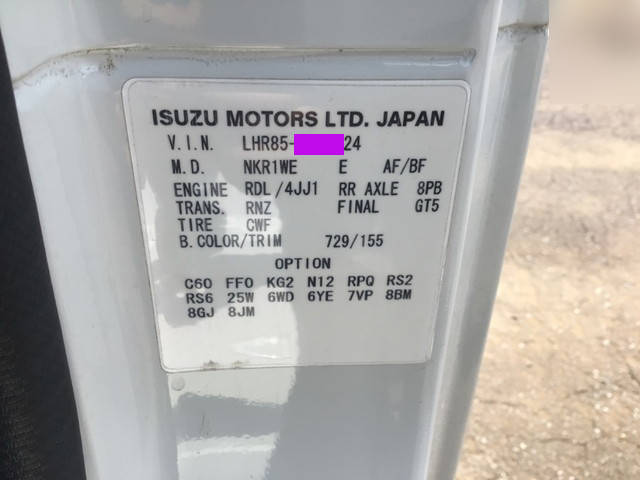 ISUZU MOTORS LTD. JAPAN
V.I.N. LHR85- 24
M.D. NKR1WE E AF/BF
ENGINE RDL/4JJ1 RR AXLE 8PB
TRANS. RNZ FINAL GT5
TIRE CWF
B.COLOR/TRIM 729/155
OPTION
C60 FF0 KG2 N12 RPQ RS2
RS6 25W 6WD 6YE 7VP 8BM
8GJ 8JM